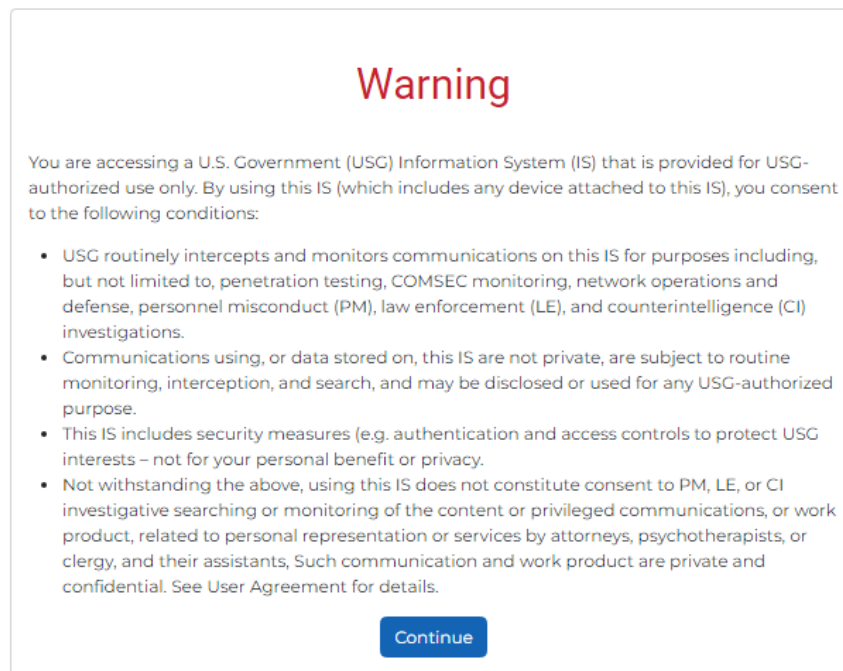 Warning
You are accessing a U.S. Government (USG) Information System (IS) that is provided for USG-
authorized use only. By using this IS (which includes any device attached to this IS), you consent
to the following conditions:
• USG routinely intercepts and monitors communications on this IS for purposes including,
but not limited to, penetration testing, COMSEC monitoring, network operations and
defense, personnel misconduct (PM), law enforcement (LE), and counterintelligence (CI)
investigations.
• Communications using, or data stored on, this IS are not private, are subject to routine
monitoring, interception, and search, and may be disclosed or used for any USG-authorized
purpose.
• This IS includes security measures (e.g. authentication and access controls to protect USG
interests – not for your personal benefit or privacy.
• Not withstanding the above, using this IS does not constitute consent to PM, LE, or CI
investigative searching or monitoring of the content or privileged communications, or work
product, related to personal representation or services by attorneys, psychotherapists, or
clergy, and their assistants, Such communication and work product are private and
confidential. See User Agreement for details.
Continue